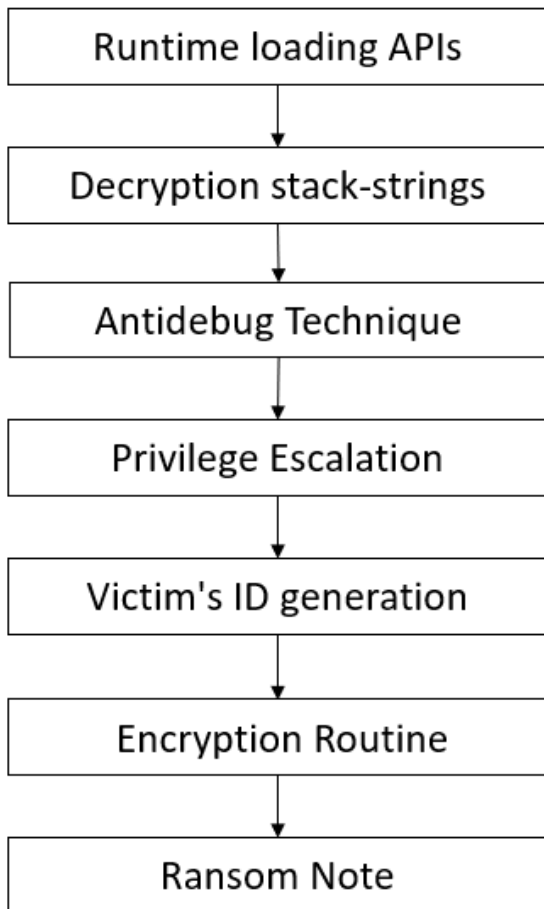 Runtime loading APIs
Decryption stack-strings
Antidebug Technique
Privilege Escalation
Victim's ID generation
Encryption Routine
Ransom Note